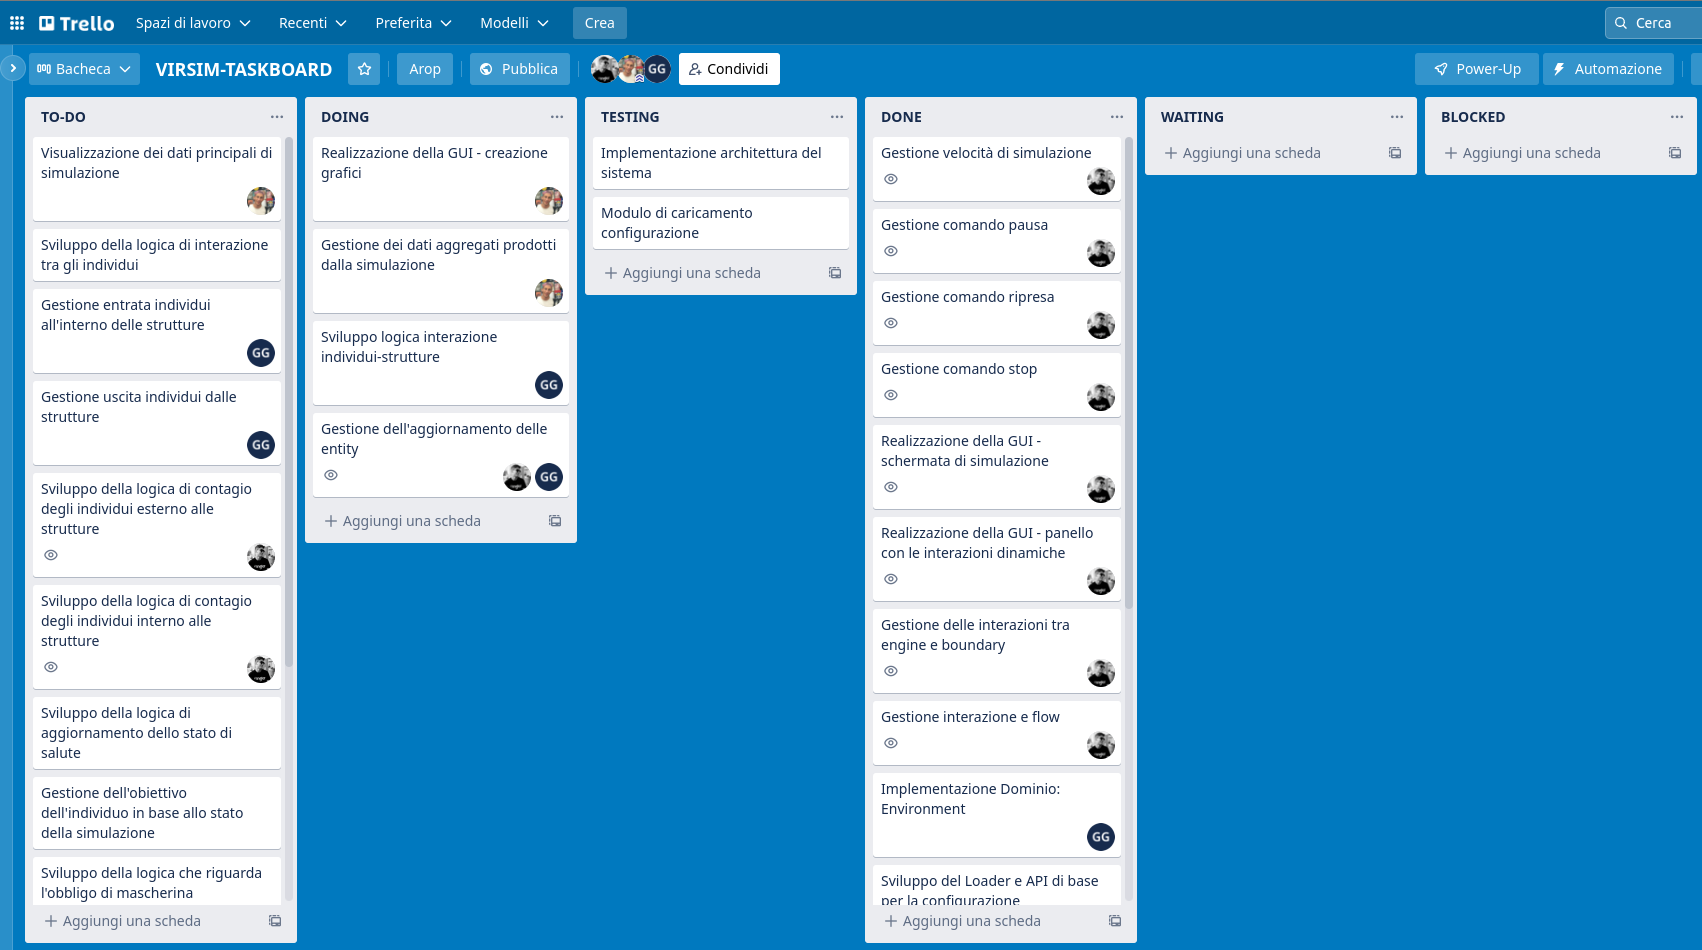 Trello
Spazi di lavoro
Recenti
Preferita
Modelli
Crea
Cerca
Bacheca
VIRSIM-TASKBOARD
Arop
Pubblica
GG
Condividi
Power-Up
Automazione
TO-DO
Visualizzazione dei dati principali di
simulazione
Sviluppo della logica di interazione
tra gli individui
Gestione entrata individui
all'interno delle strutture
GG
Gestione uscita individui dalle
strutture
GG
Sviluppo della logica di contagio
degli individui esterno alle
strutture
Sviluppo della logica di contagio
degli individui interno alle
strutture
Sviluppo della logica di
aggiornamento dello stato di
salute
Gestione dell'obiettivo
dell'individuo in base allo stato
della simulazione
Sviluppo della logica che riguarda
l'obbligo di mascherina
Aggiungi una scheda
DOING
Realizzazione della GUI - creazione
grafici
Gestione dei dati aggregati prodotti
dalla simulazione
Sviluppo logica interazione
individui-strutture
GG
Gestione dell'aggiornamento delle
entity
GG
Aggiungi una scheda
TESTING
Implementazione architettura del
sistema
Modulo di caricamento
configurazione
Aggiungi una scheda
DONE
Gestione velocità di simulazione
Gestione comando pausa
Gestione comando ripresa
Gestione comando stop
Realizzazione della GUI -
schermata di simulazione
Realizzazione della GUI - panello
con le interazioni dinamiche
Gestione delle interazioni tra
engine e boundary
Gestione interazione e flow
Implementazione Dominio:
Environment
GG
Sviluppo del Loader e API di base
per la configurazione
Aggiungi una scheda
WAITING
Aggiungi una scheda
BLOCKED
Aggiungi una scheda